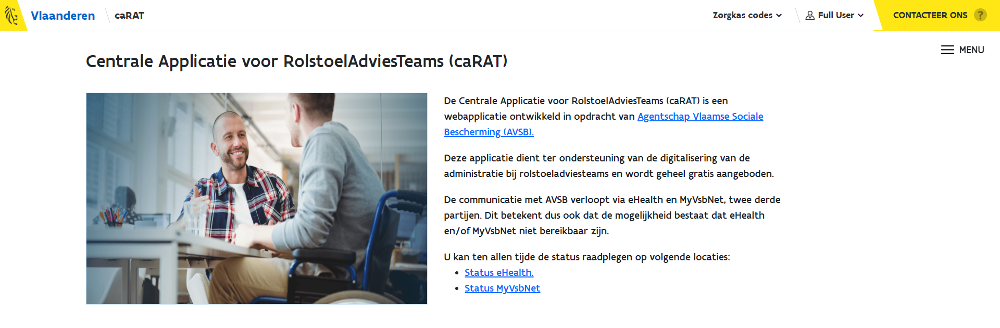 Vlaanderen
caRAT
Zorgkas codes
Full User
CONTACTEER ONS ?
MENU
Centrale Applicatie voor RolstoelAdviesTeams (caRAT)
De Centrale Applicatie voor RolstoelAdviesTeams (caRAT) is een
webapplicatie ontwikkeld in opdracht van Agentschap Vlaamse Sociale
Bescherming (AVSB).
Deze applicatie dient ter ondersteuning van de digitalisering van de
administratie bij rolstoeladviesteams en wordt geheel gratis aangeboden.
De communicatie met AVSB verloopt via eHealth en MyVsbNet, twee derde
partijen. Dit betekent dus ook dat de mogelijkheid bestaat dat eHealth
en/of MyVsbNet niet bereikbaar zijn.
U kan ten allen tijde de status raadplegen op volgende locaties:
• Status eHealth.
• Status MyVsbNet